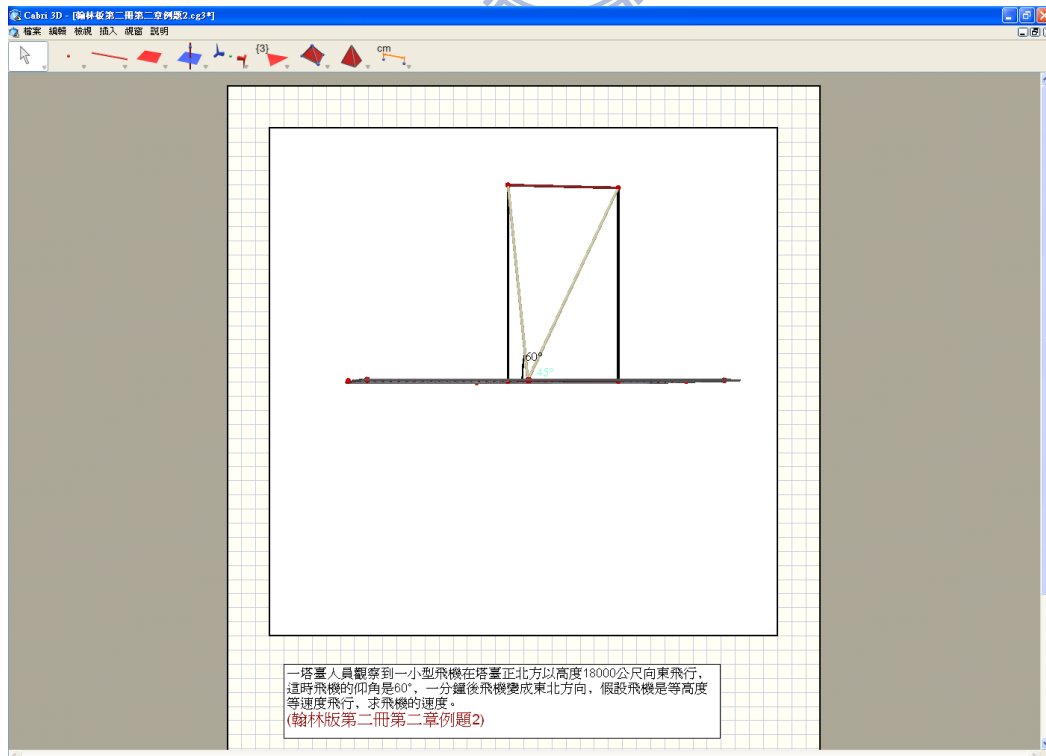 Cabri 3D - [翰林版第二冊第二章例題2.cg3*]
檔案 編輯 檢視 插入 視窗 說明
{3}
cm
60°
45°
一塔臺人員觀察到一小型飛機在塔臺正北方以高度18000公尺向東飛行，
這時飛機的仰角是60°，一分鐘後飛機變成東北方向，假設飛機是等高度
等速度飛行，求飛機的速度。
(翰林版第二冊第二章例題2)